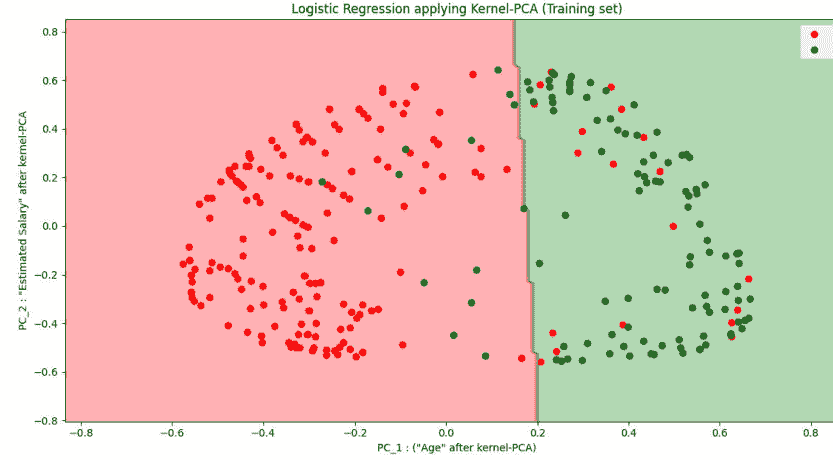 Logistic Regression applying Kernel-PCA (Training set)
PC_2 : "Estimated Salary" after kernel-PCA
0.8
0.6
0.4
0.2
0.0
−0.2
−0.4
−0.6
−0.8
−0.8 −0.6 −0.4 −0.2 0.0 0.2 0.4 0.6 0.8
PC_1 : ("Age" after kernel-PCA)